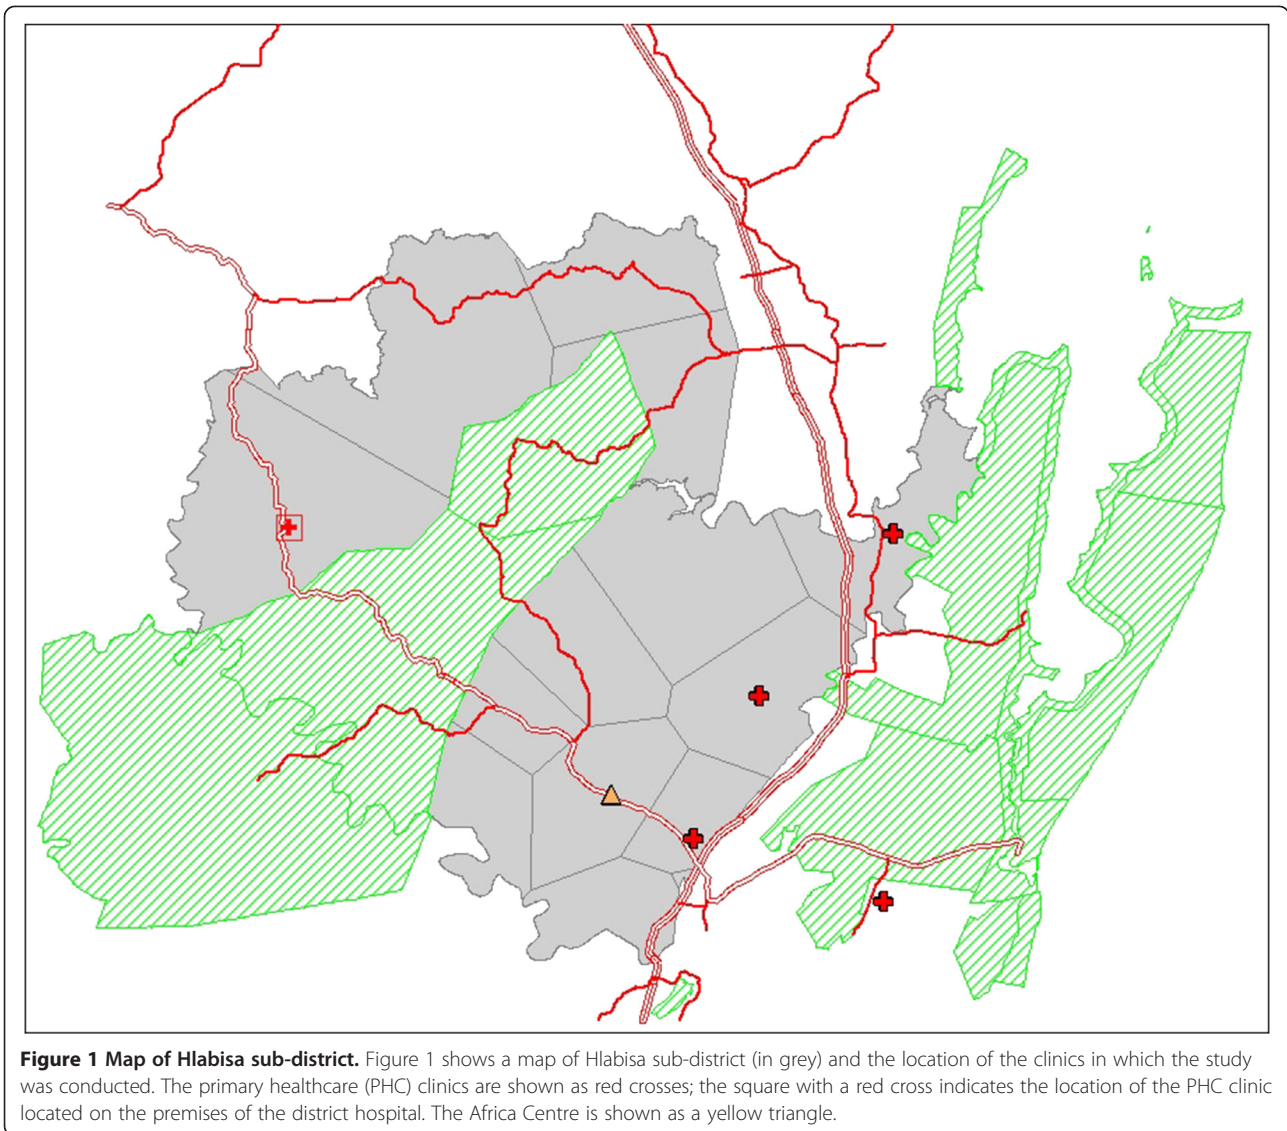 Figure 1 Map of Hlabisa sub-district. Figure 1 shows a map of Hlabisa sub-district (in grey) and the location of the clinics in which the study
was conducted. The primary healthcare (PHC) clinics are shown as red crosses; the square with a red cross indicates the location of the PHC clinic
located on the premises of the district hospital. The Africa Centre is shown as a yellow triangle.